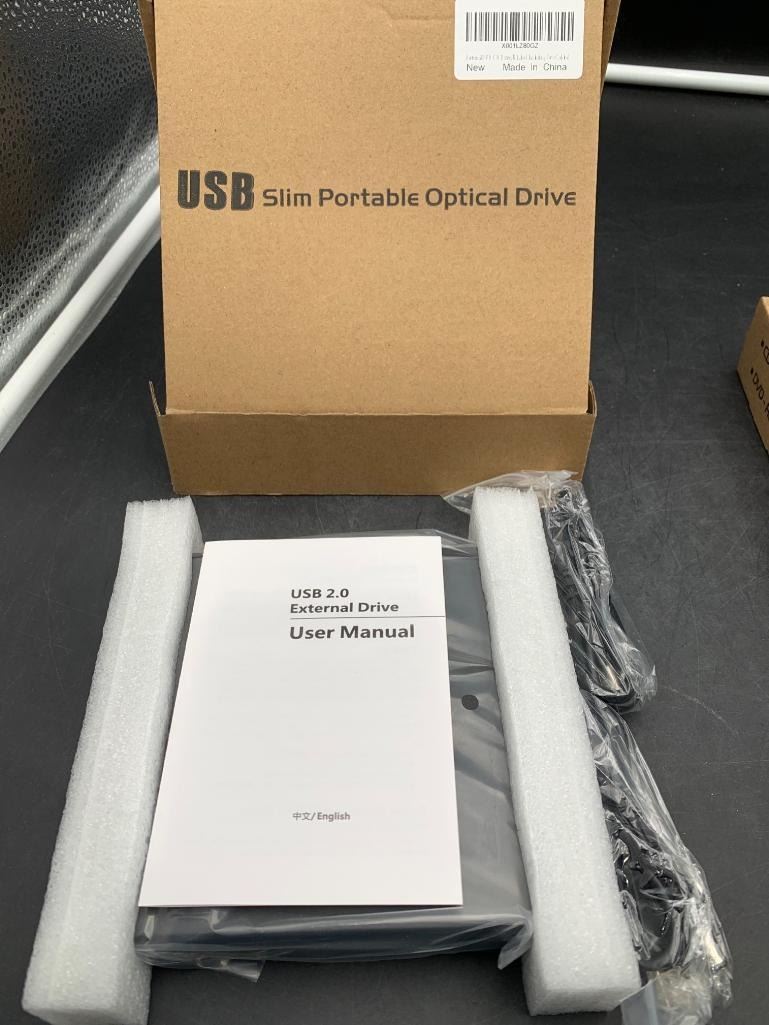 X001LZ80GZ
New Made in China
USB Slim Portable Optical Drive
USB 2.0
External Drive
User Manual
中文/English